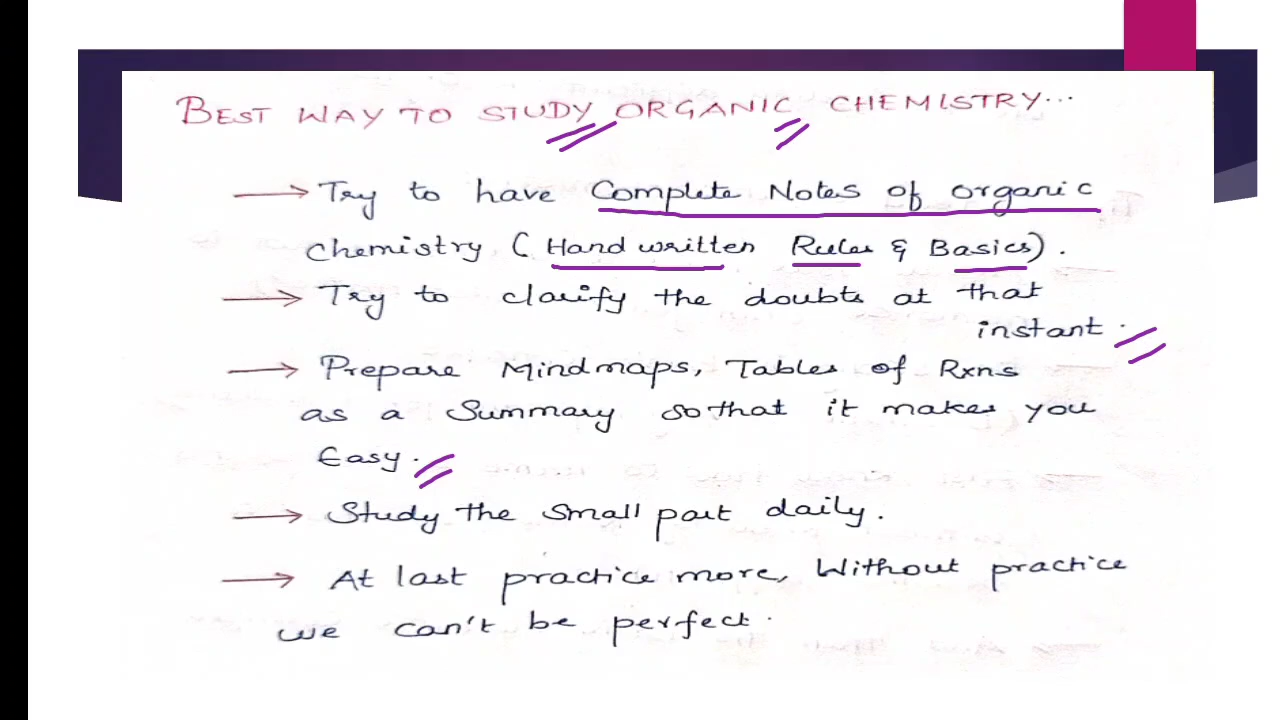 BEST WAY TO STUDY ORGANIC CHEMISTRY...
→ Try to have Complete Notes of organic
chemistry (Hand written Rules & Basics).
→ Try to clarify the doubts at that
instant.
→ Prepare Mindmaps, Tables of Rxns
as a Summary so that it makes you
Easy.
→ Study the small part daily.
→ At last practice more, Without practice
we can't be perfect.